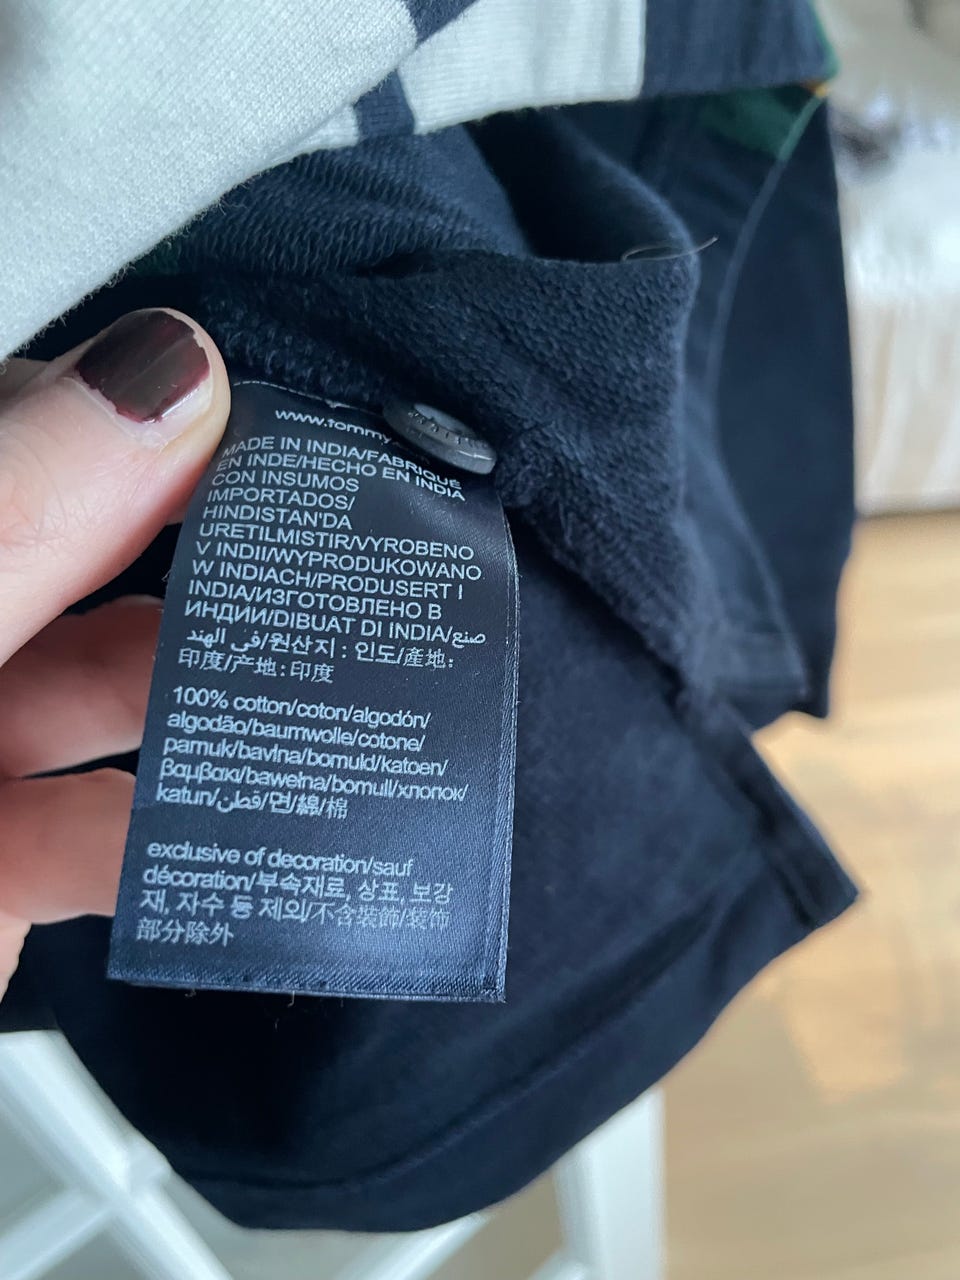 www.tommy
MADE IN INDIA/FABRIQUÉ
EN INDE/HECHO EN INDIA
CON INSUMOS
IMPORTADOS/
HINDISTAN'DA
URETILMISTIR/VYROBENO
V INDII/WYPRODUKOWANO
W INDIACH/PRODUSERT I
INDIA/ИЗГОТОВЛЕНО В
ИНДИИ/DIBUAT DI INDIA/صنع
في الهند/원산지 : 인도/產地:
印度/产地:印度
100% cotton/coton/algodón/
algodão/baumwolle/cotone/
pamuk/bavlna/bomuld/katoen/
βαμβακι/bawełna/bomull/хлопок/
katun/قطن/면/綿/棉
exclusive of decoration/sauf
décoration/부속재료, 상표, 보강
재, 자수 등 제외/不含裝飾/装饰
部分除外